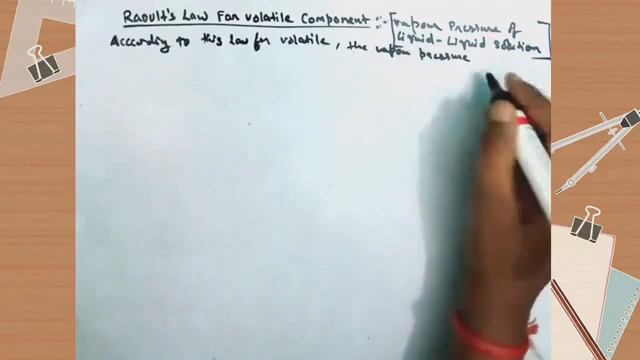 Raoult's Law For Volatile Component :- [Vapour Pressure of
Liquid-Liquid solution]
According to this law for volatile, the vapour pressure